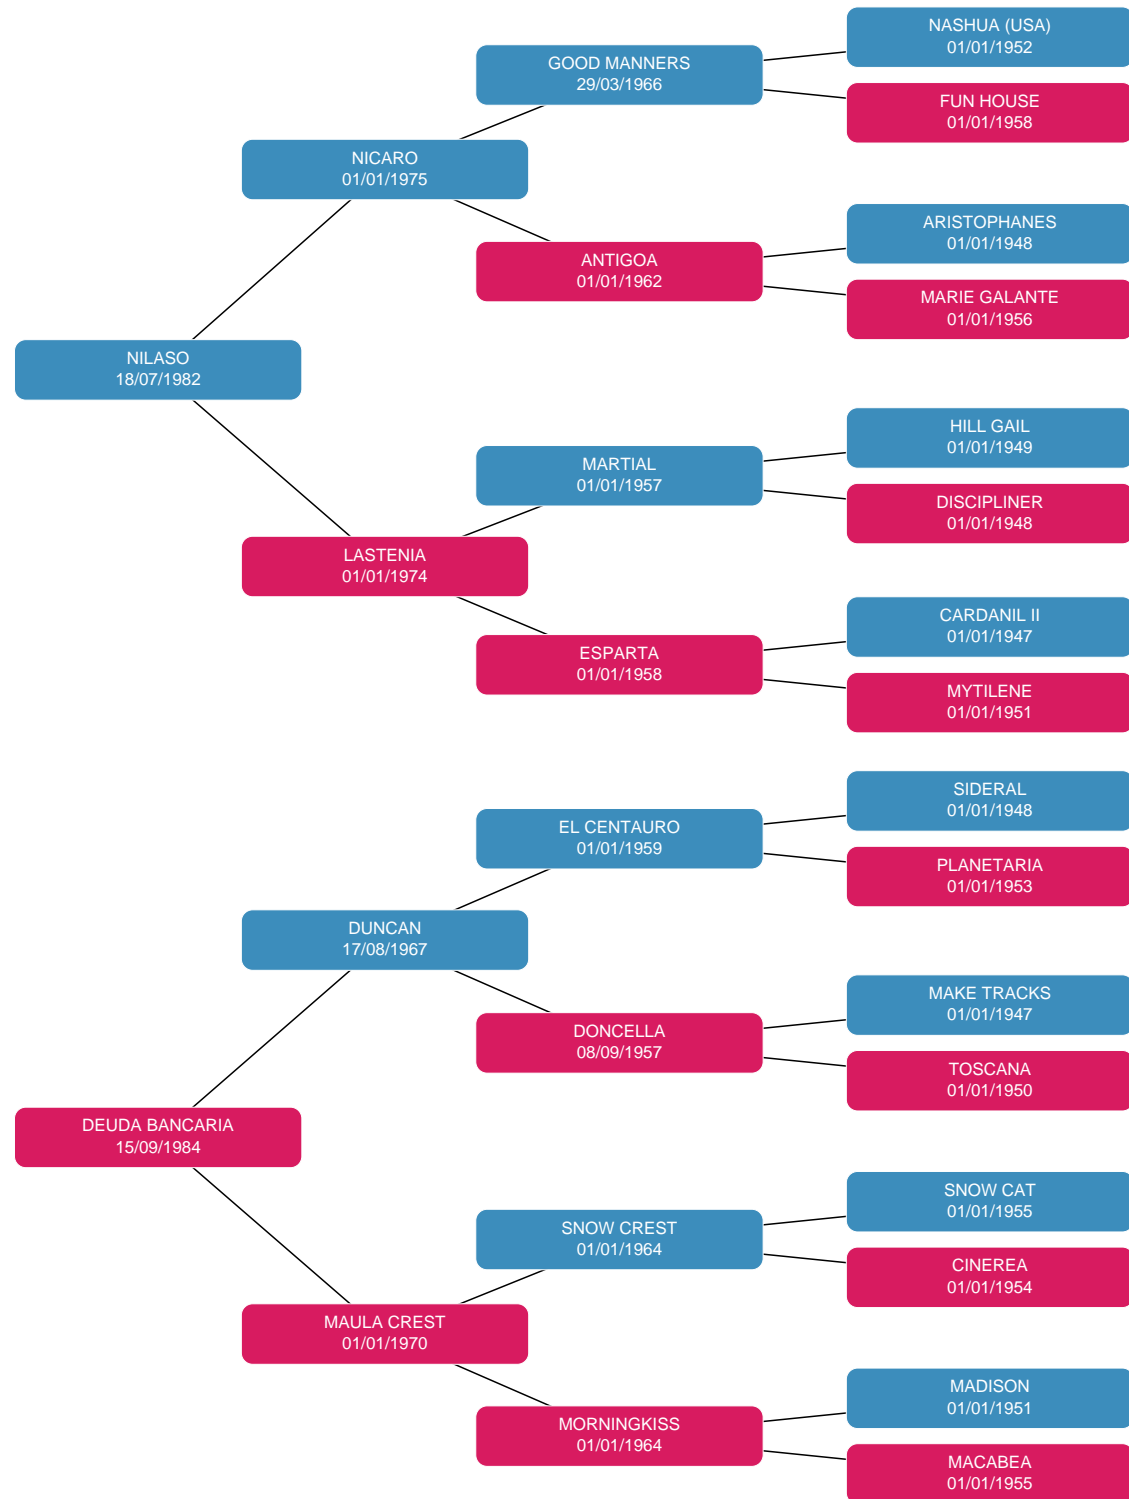 NASHUA (USA)
01/01/1952
GOOD MANNERS
29/03/1966
FUN HOUSE
01/01/1958
NICARO
01/01/1975
ARISTOPHANES
01/01/1948
ANTIGOA
01/01/1962
MARIE GALANTE
01/01/1956
NILASO
18/07/1982
HILL GAIL
01/01/1949
MARTIAL
01/01/1957
DISCIPLINER
01/01/1948
LASTENIA
01/01/1974
CARDANIL II
01/01/1947
ESPARTA
01/01/1958
MYTILENE
01/01/1951
SIDERAL
01/01/1948
EL CENTAURO
01/01/1959
PLANETARIA
01/01/1953
DUNCAN
17/08/1967
MAKE TRACKS
01/01/1947
DONCELLA
08/09/1957
TOSCANA
01/01/1950
DEUDA BANCARIA
15/09/1984
SNOW CAT
01/01/1955
SNOW CREST
01/01/1964
CINEREA
01/01/1954
MAULA CREST
01/01/1970
MADISON
01/01/1951
MORNINGKISS
01/01/1964
MACABEA
01/01/1955